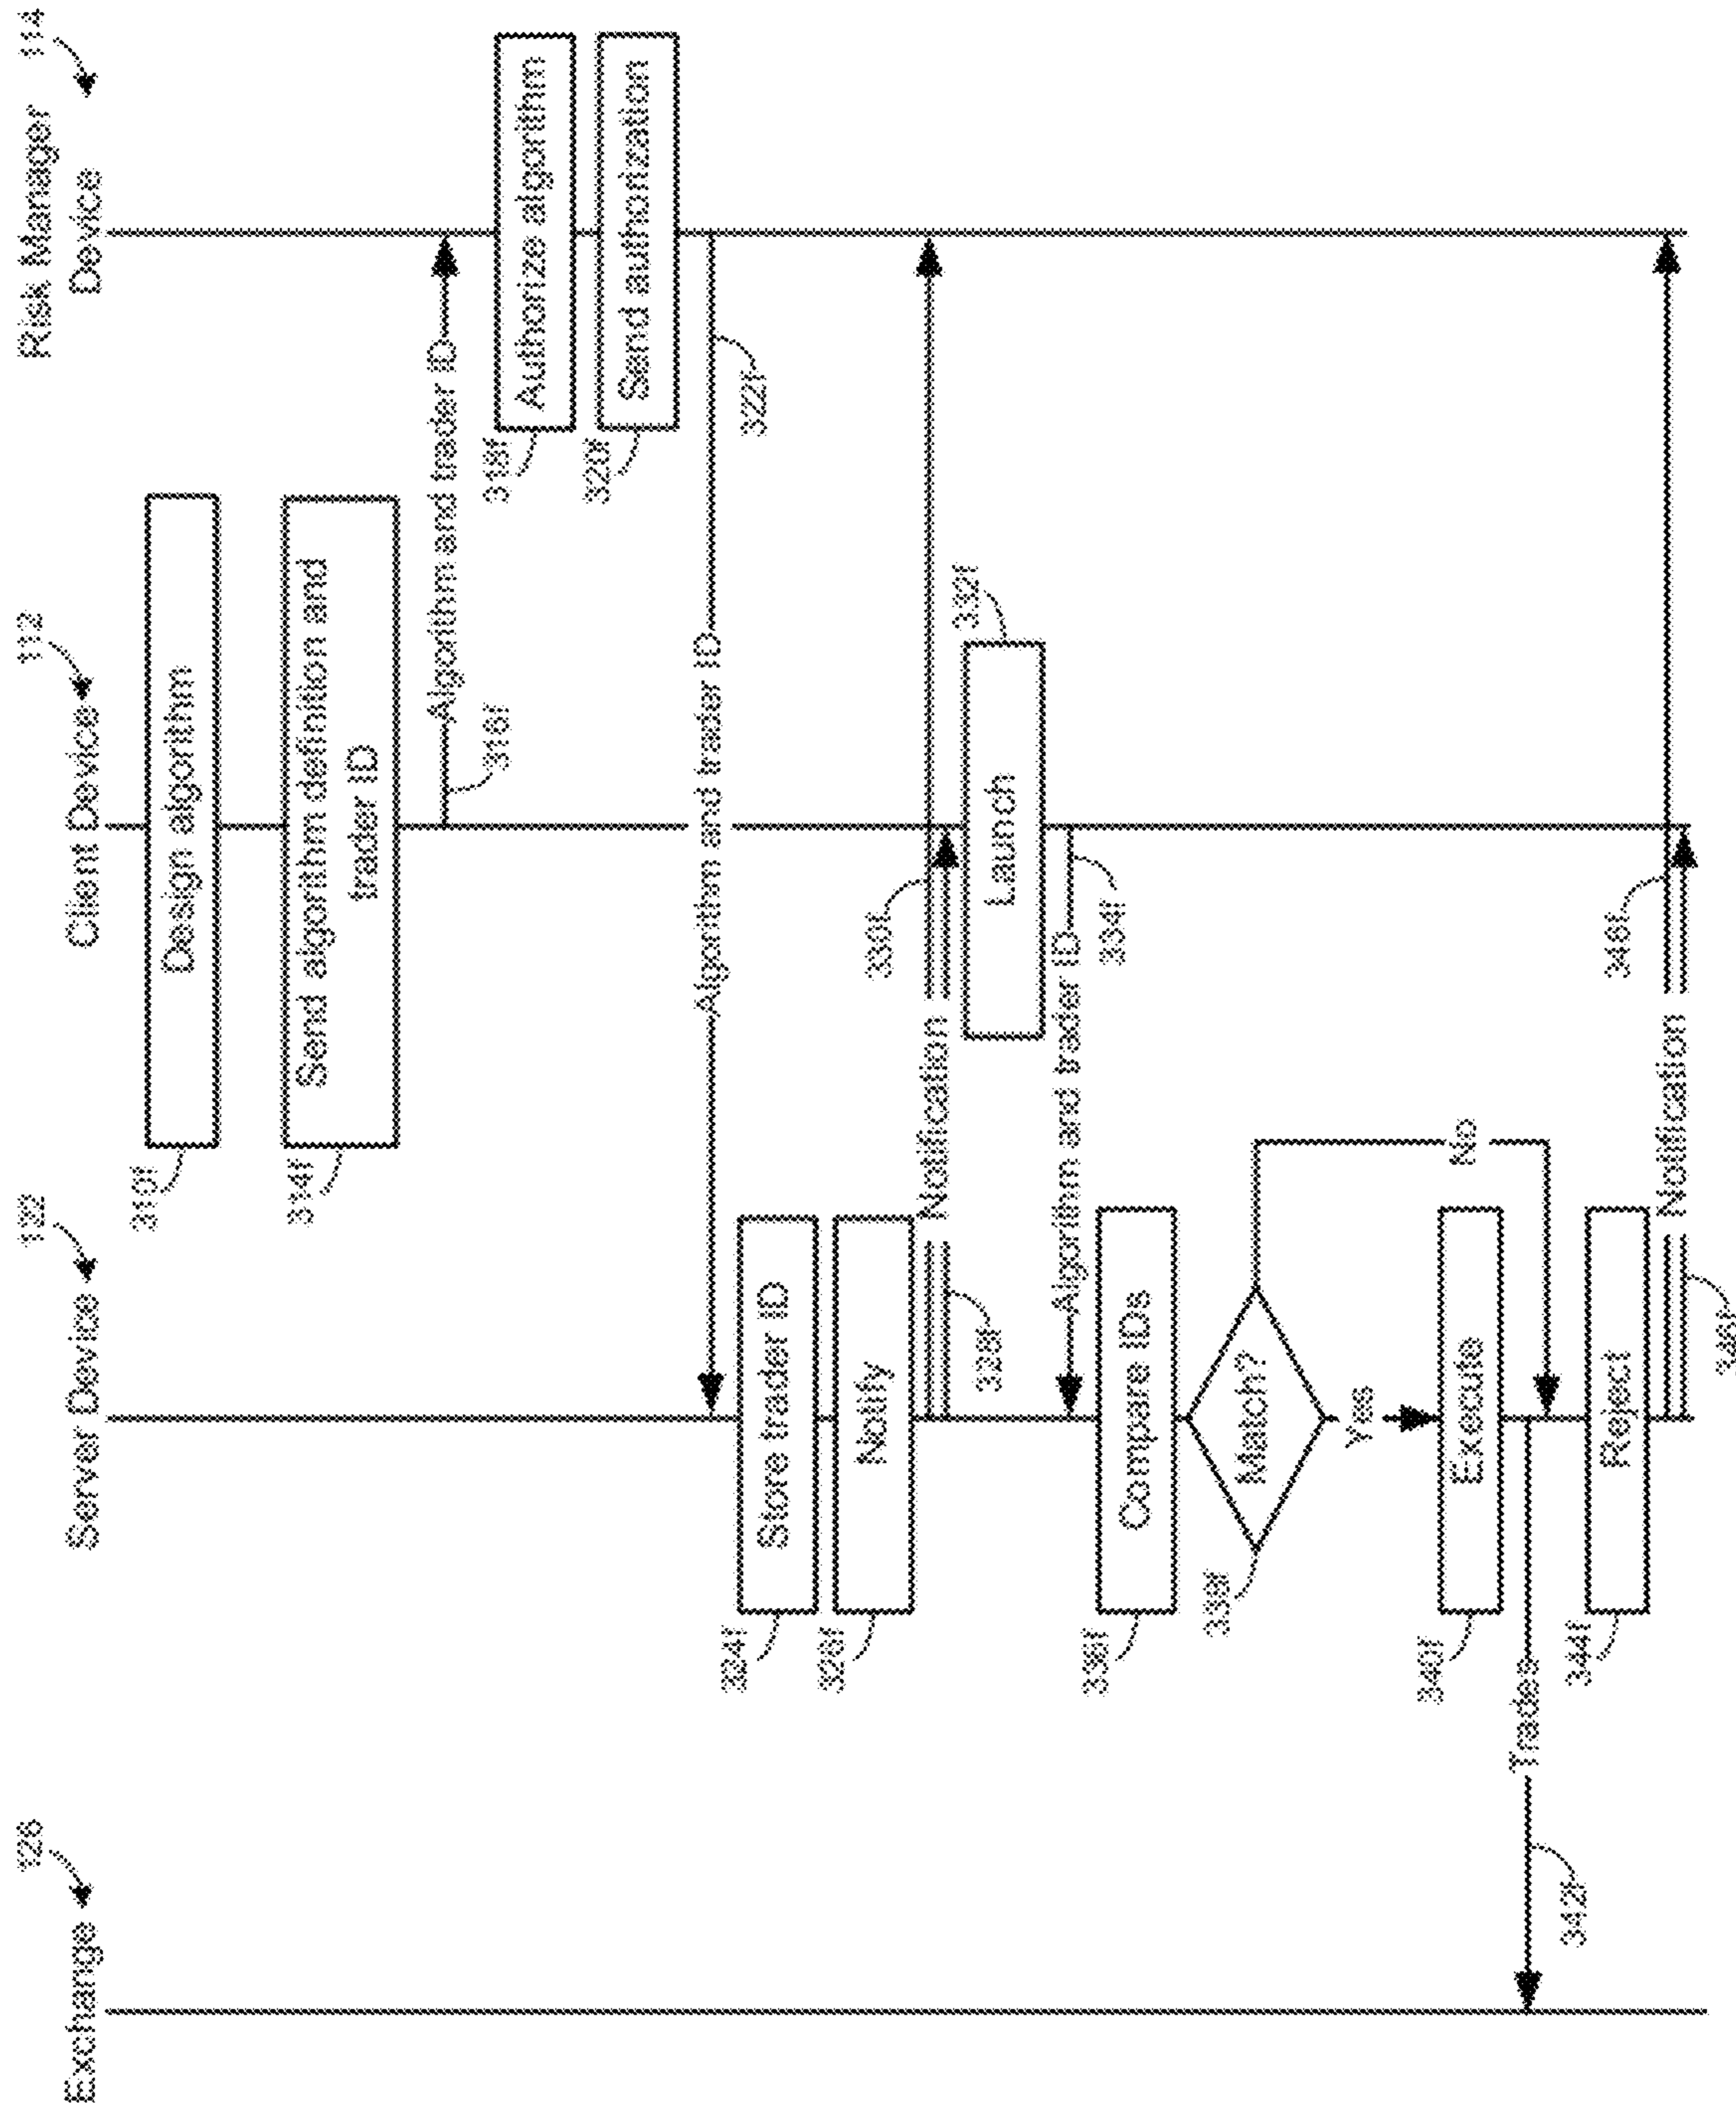 Exchange
126
Server Device
122
Client Device
112
Risk Manager
Device
114
310f
Design algorithm
314f
Send algorithm definition and
trader ID
Algorithm and trader ID
316f
318f
Authorize algorithm
320f
Send authorization
Algorithm and trader ID
322f
324f
Store trader ID
326f
Notify
Notification
330f
328f
Launch
332f
Algorithm and trader ID
334f
336f
Compare IDs
338f
Match?
Yes
No
340f
Execute
Trades
342f
344f
Reject
Notification
348f
346f